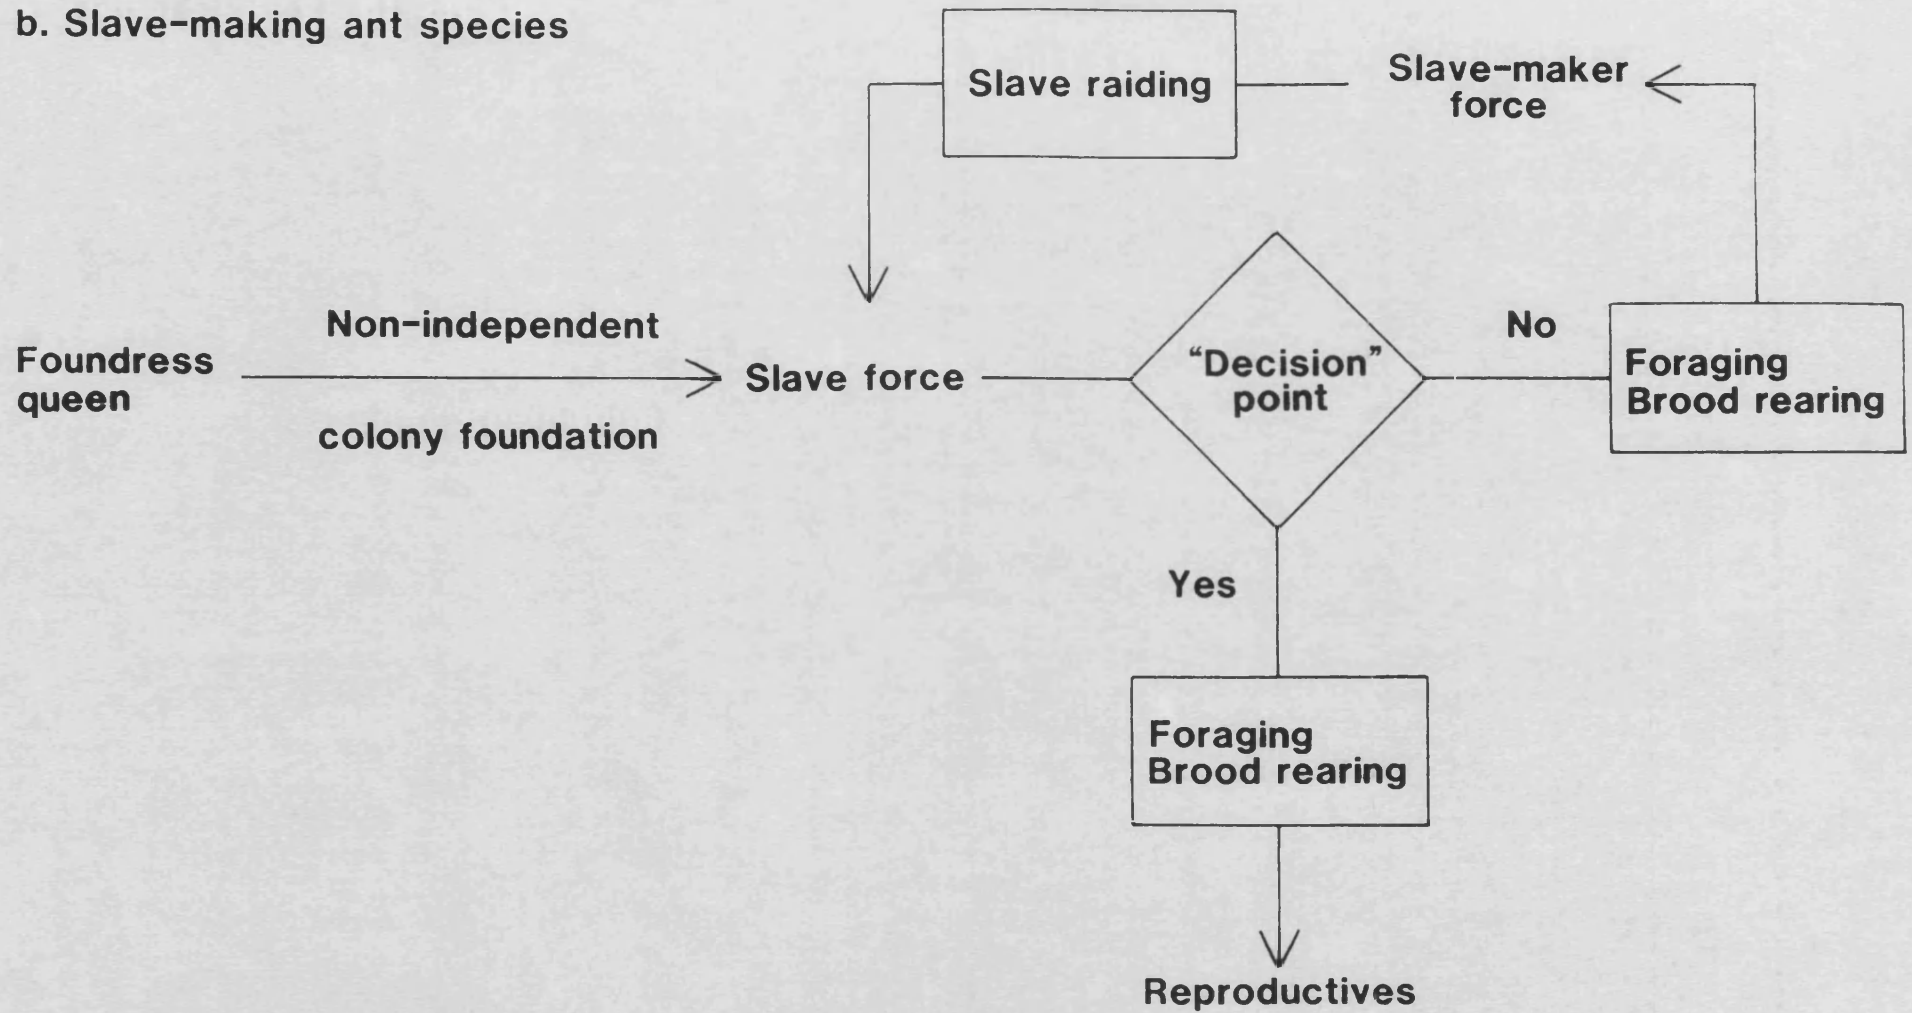 b. Slave-making ant species
Slave raiding
Slave-maker
force
Non-independent
Foundress
queen
colony foundation
Slave force
“Decision”
point
No
Foraging
Brood rearing
Yes
Foraging
Brood rearing
Reproductives